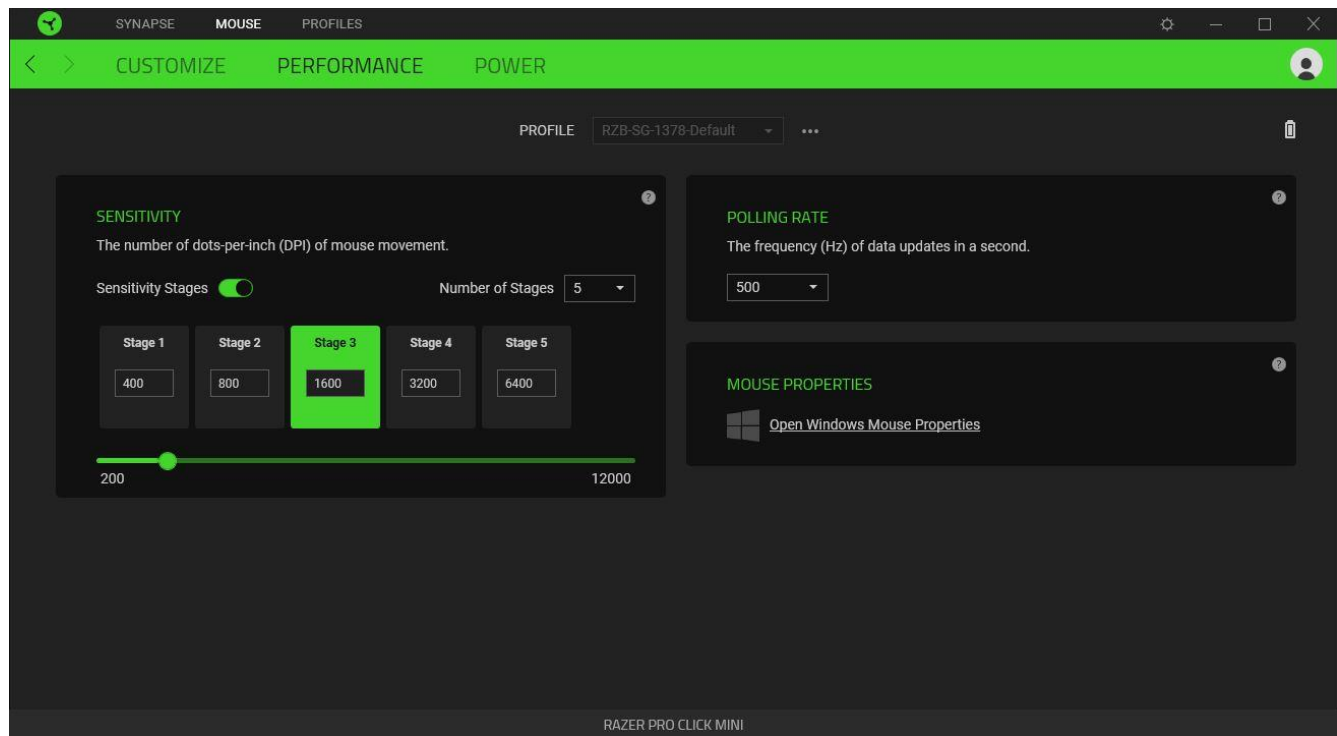 SYNAPSE MOUSE PROFILES
CUSTOMIZE PERFORMANCE POWER
PROFILE RZB-SG-1378-Default
SENSITIVITY
The number of dots-per-inch (DPI) of mouse movement.
Sensitivity Stages Number of Stages 5
Stage 1 Stage 2 Stage 3 Stage 4 Stage 5
400 800 1600 3200 6400
200 12000
POLLING RATE
The frequency (Hz) of data updates in a second.
500
MOUSE PROPERTIES
Open Windows Mouse Properties
RAZER PRO CLICK MINI